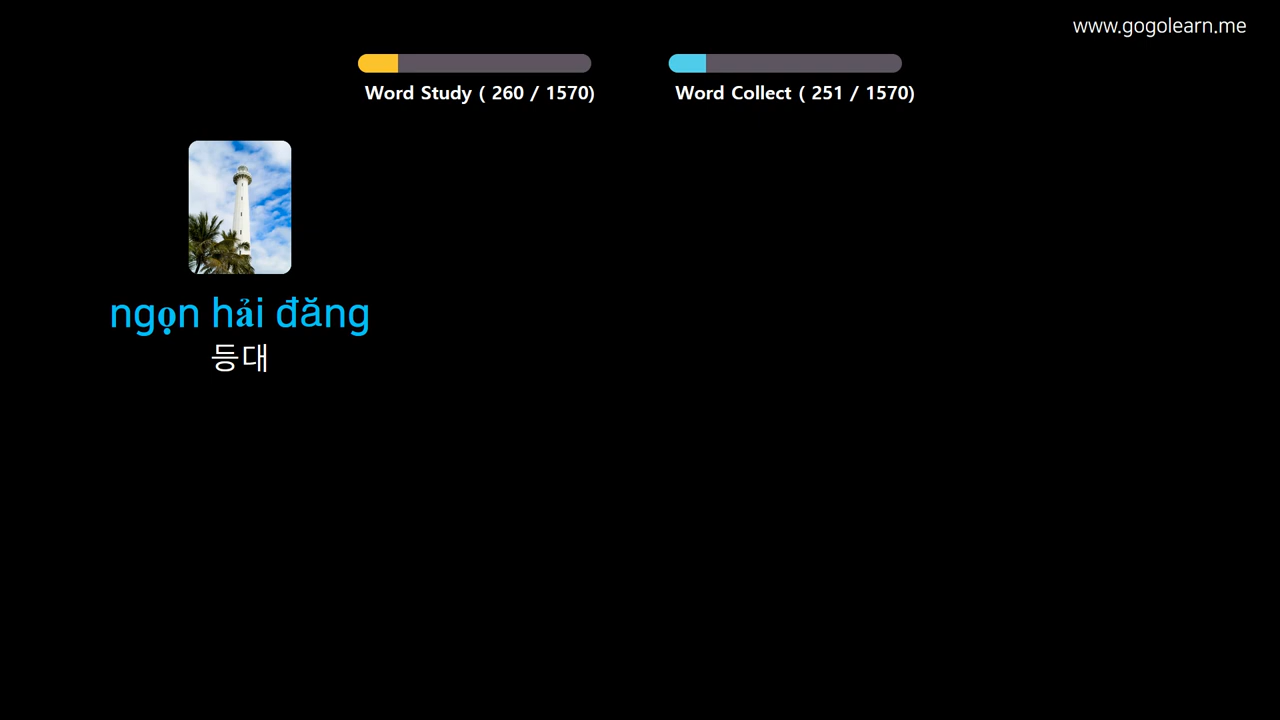 www.gogolearn.me
Word Study ( 260 / 1570)
Word Collect ( 251 / 1570)
ngọn hải đăng
등대